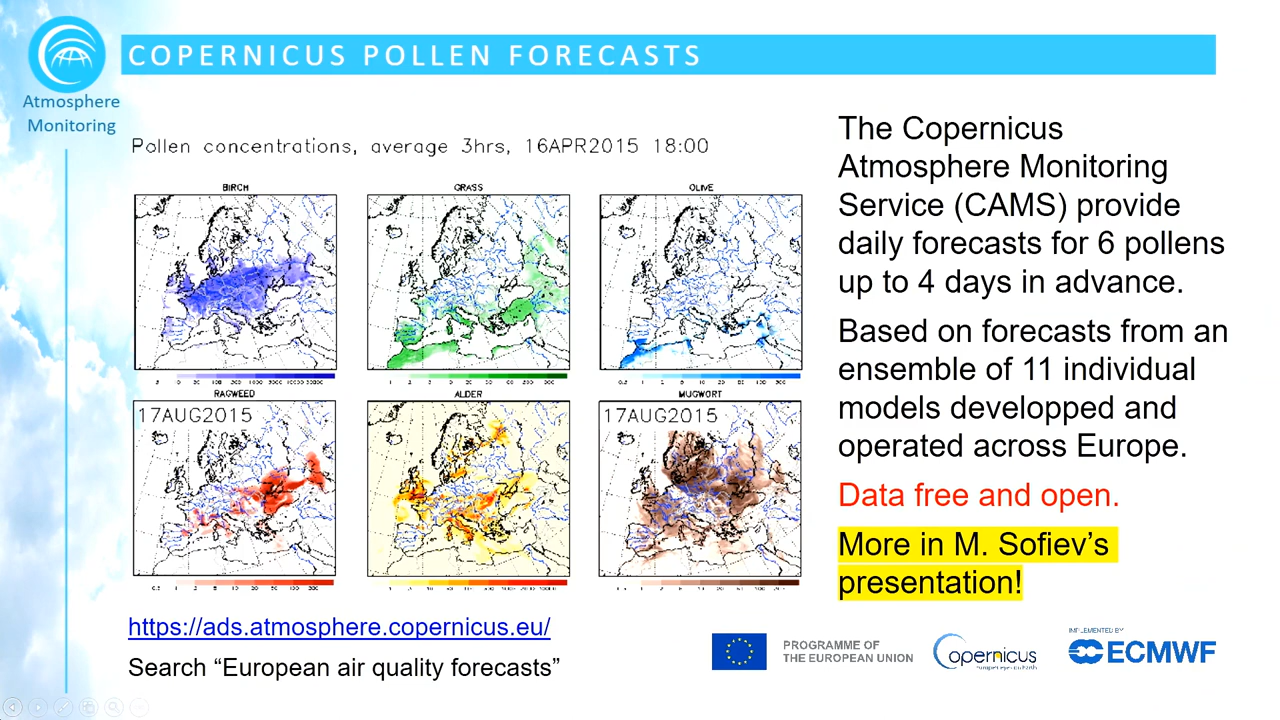 COPERNICUS POLLEN FORECASTS
Atmosphere
Monitoring
Pollen concentrations, average 3hrs, 16APR2015 18:00
BIRCH
GRASS
OLIVE
RAGWEED
17AUG2015
ALDER
MUGWORT
17AUG2015
https://ads.atmosphere.copernicus.eu/
Search “European air quality forecasts”
The Copernicus
Atmosphere Monitoring
Service (CAMS) provide
daily forecasts for 6 pollens
up to 4 days in advance.
Based on forecasts from an
ensemble of 11 individual
models developped and
operated across Europe.
Data free and open.
More in M. Sofiev’s
presentation!
PROGRAMME OF
THE EUROPEAN UNION
opernicus
IMPLEMENTED BY
ECMWF